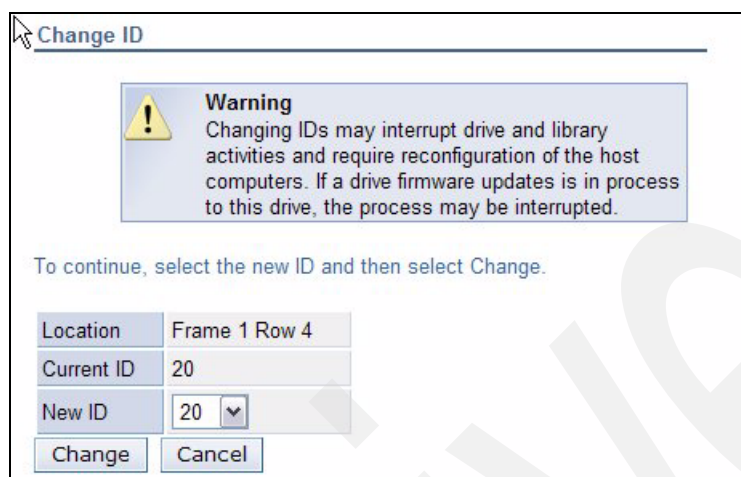 Change ID
Warning
Changing IDs may interrupt drive and library
activities and require reconfiguration of the host
computers. If a drive firmware updates is in process
to this drive, the process may be interrupted.
To continue, select the new ID and then select Change.
Location Frame 1 Row 4
Current ID 20
New ID 20
Change Cancel